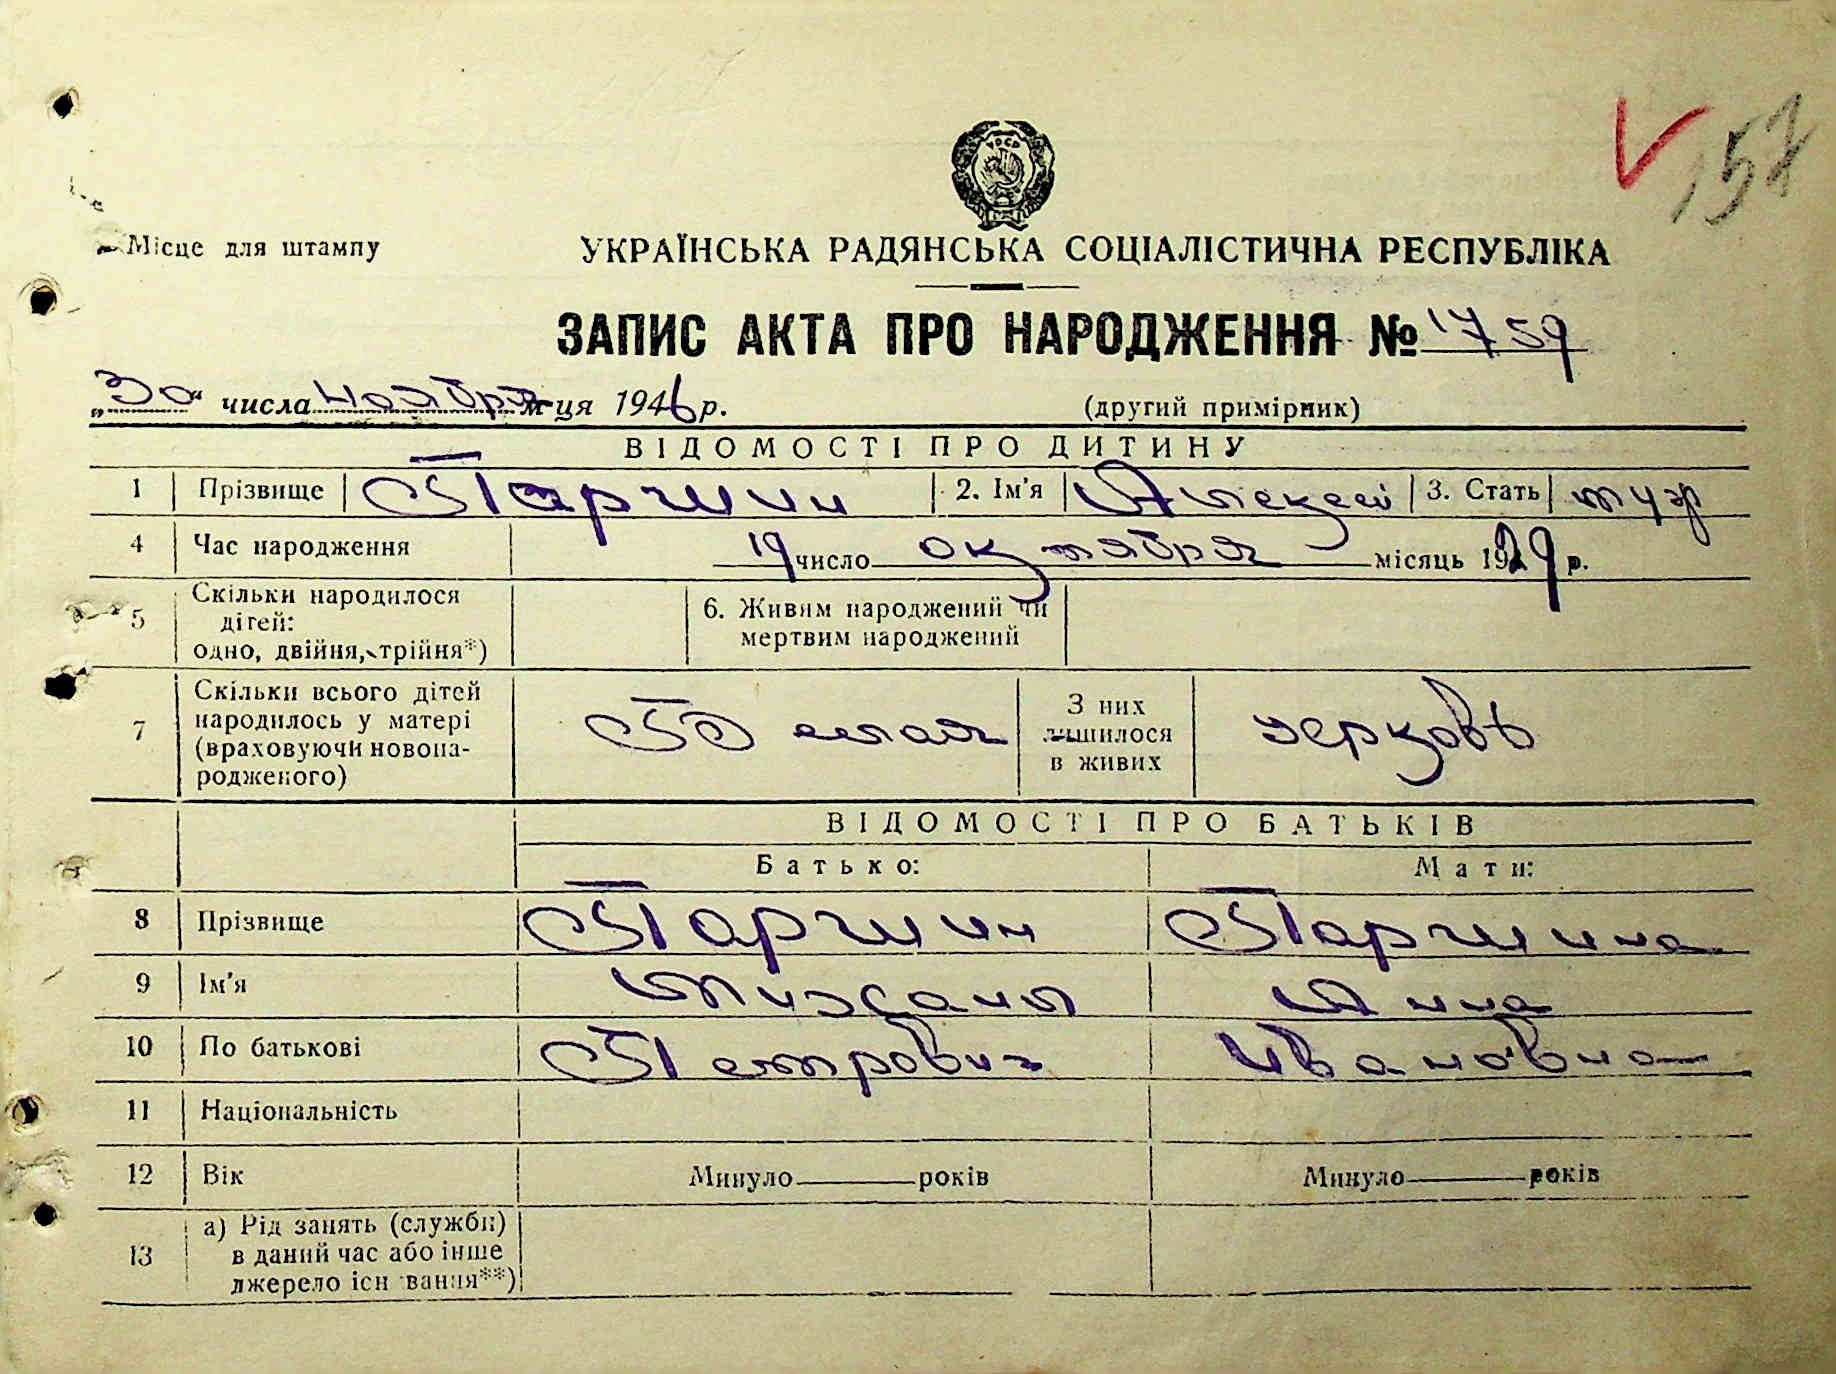 157
УРСР
Місце для штампу
УКРАЇНСЬКА РАДЯНСЬКА СОЦІАЛІСТИЧНА РЕСПУБЛІКА
ЗАПИС АКТА ПРО НАРОДЖЕННЯ № 1759
„30“ числа ноября м-ця 1946 р. (другий примірник)
ВІДОМОСТІ ПРО ДИТИНУ
1 Прізвище Паршин 2. Ім'я Алексей 3. Стать муж
4 Час народження 19 число октября місяць 1929 р.
5 Скільки народилося дітей: одно, двійня, трійня*) 6. Живим народжений чи мертвим народжений
7 Скільки всього дітей народилось у матері (враховуючи новонародженого) З них лишилося в живих церковь
ВІДОМОСТІ ПРО БАТЬКІВ
Батько: Мати:
8 Прізвище Паршин Паршина
9 Ім'я Михаил Анна
10 По батькові Петрович Ивановна
11 Національність
12 Вік Минуло років Минуло років
13 а) Рід занять (служби) в даний час або інше джерело існування**)